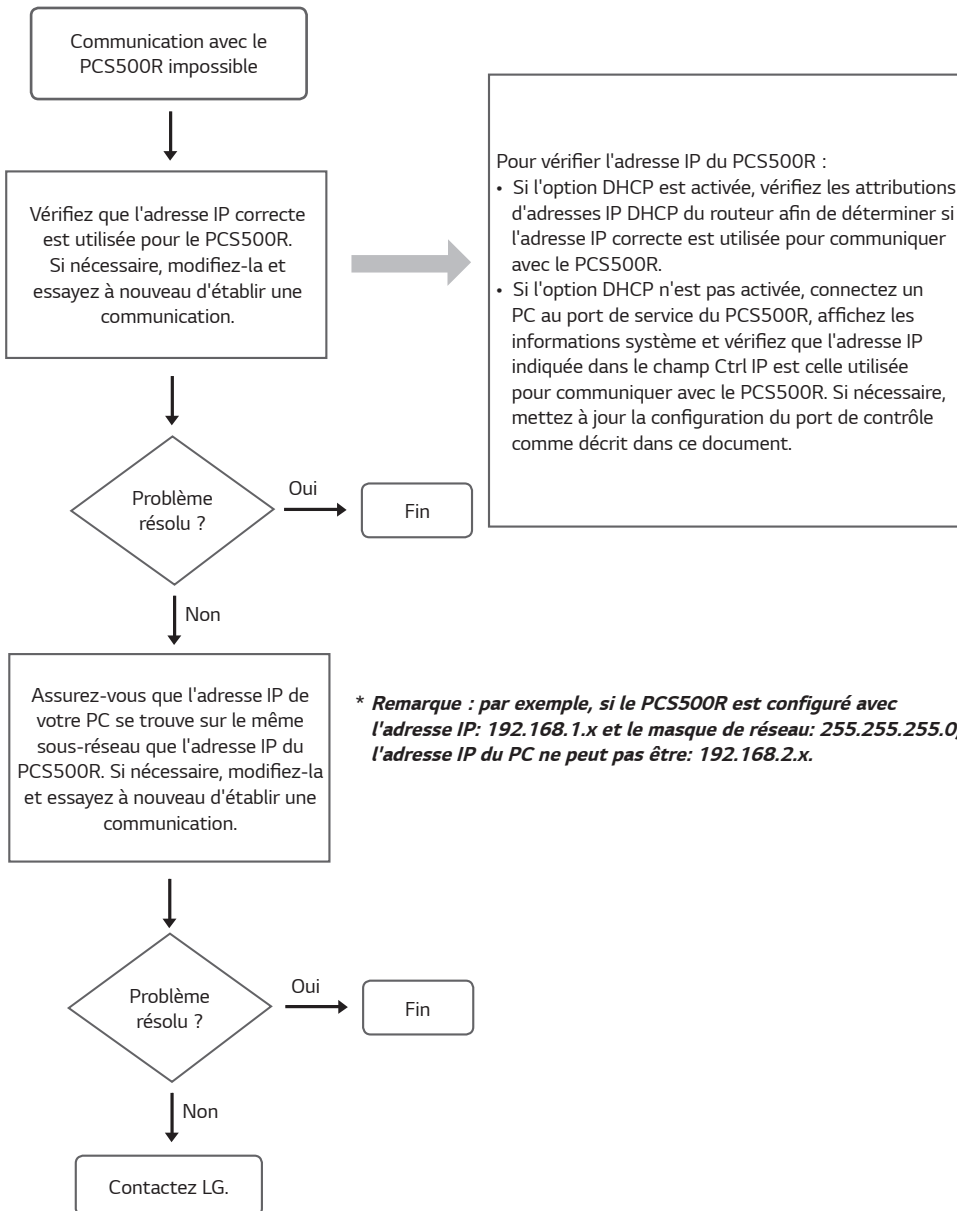 Communication avec le
PCS500R impossible
Vérifiez que l'adresse IP correcte
est utilisée pour le PCS500R.
Si nécessaire, modifiez-la et
essayez à nouveau d'établir une
communication.
Pour vérifier l'adresse IP du PCS500R :
• Si l'option DHCP est activée, vérifiez les attributions
d'adresses IP DHCP du routeur afin de déterminer si
l'adresse IP correcte est utilisée pour communiquer
avec le PCS500R.
• Si l'option DHCP n'est pas activée, connectez un
PC au port de service du PCS500R, affichez les
informations système et vérifiez que l'adresse IP
indiquée dans le champ Ctrl IP est celle utilisée
pour communiquer avec le PCS500R. Si nécessaire,
mettez à jour la configuration du port de contrôle
comme décrit dans ce document.
Problème
résolu ?
Oui
Fin
Non
Assurez-vous que l'adresse IP de
votre PC se trouve sur le même
sous-réseau que l'adresse IP du
PCS500R. Si nécessaire, modifiez-la
et essayez à nouveau d'établir une
communication.
* Remarque : par exemple, si le PCS500R est configuré avec
l'adresse IP: 192.168.1.x et le masque de réseau: 255.255.255.0,
l'adresse IP du PC ne peut pas être: 192.168.2.x.
Problème
résolu ?
Oui
Fin
Non
Contactez LG.